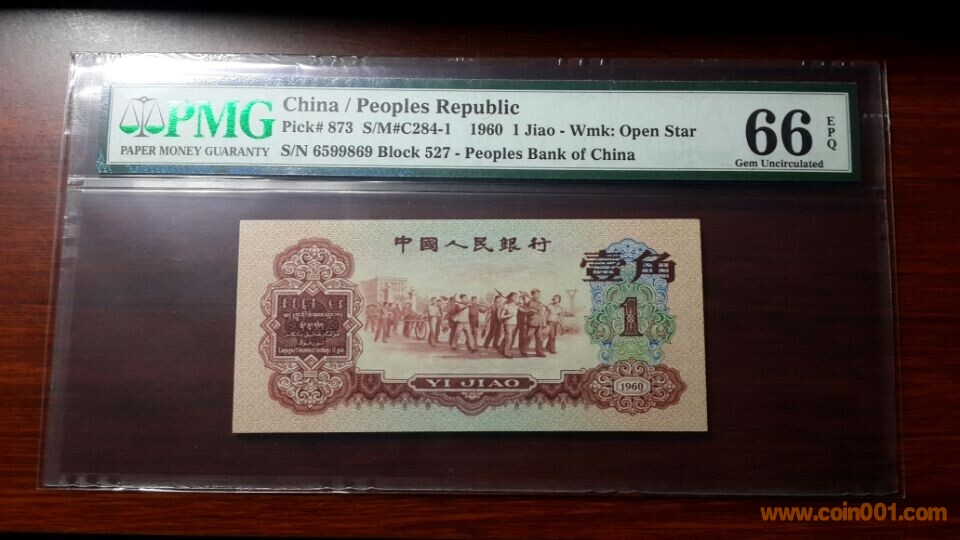 PMG
PAPER MONEY GUARANTY
China / Peoples Republic
Pick# 873 S/M#C284-1 1960 1 Jiao - Wmk: Open Star
S/N 6599869 Block 527 - Peoples Bank of China
66 EPQ
Gem Uncirculated
中國人民銀行
壹角
1
YI JIAO
1960
www.coin001.com